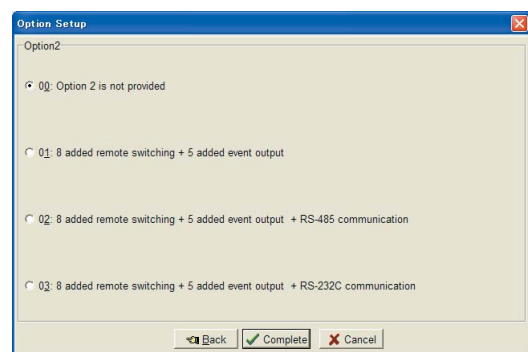 Option Setup
Option2
00: Option 2 is not provided
01: 8 added remote switching + 5 added event output
02: 8 added remote switching + 5 added event output + RS-485 communication
03: 8 added remote switching + 5 added event output + RS-232C communication
Back Complete Cancel